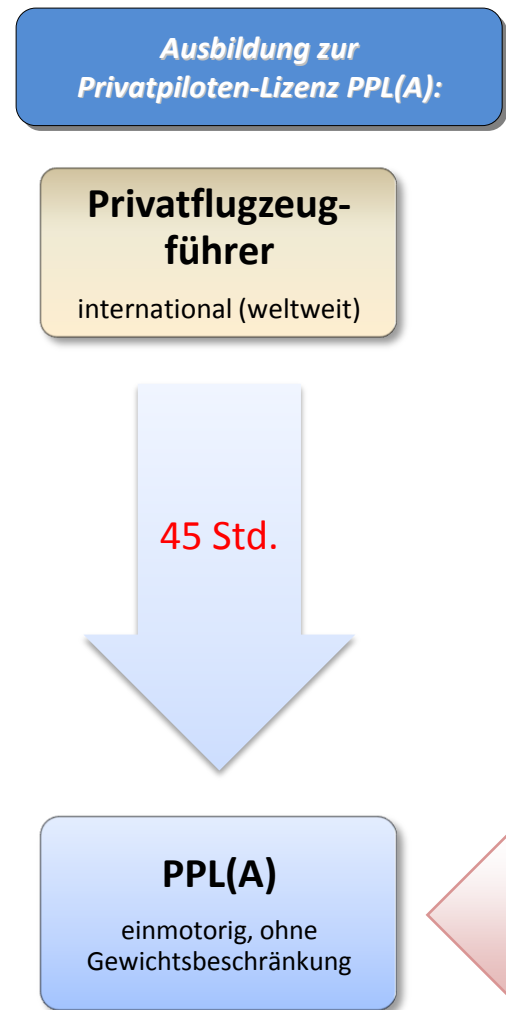 Ausbildung zur
Privatpiloten-Lizenz PPL(A):
Privatflugzeug-
führer
international (weltweit)
45 Std.
PPL(A)
einmotorig, ohne
Gewichtsbeschränkung